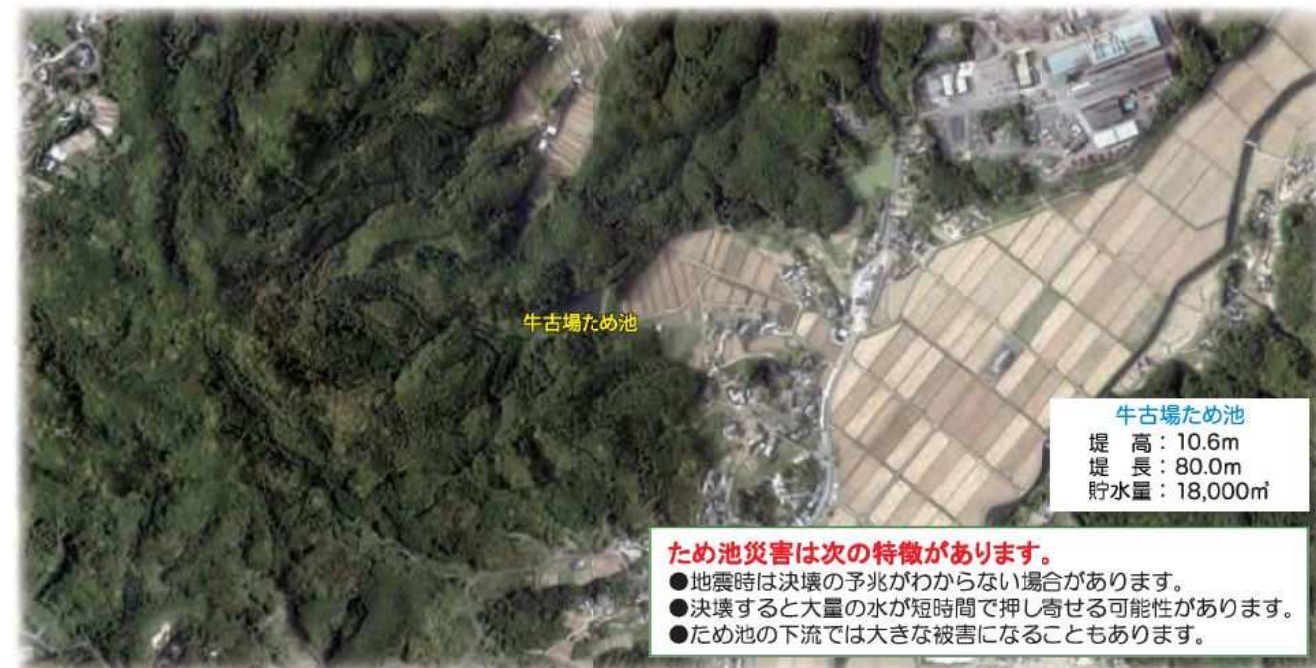 牛古場ため池
牛古場ため池
堤　高：10.6m
堤　長：80.0m
貯水量：18,000㎥
ため池災害は次の特徴があります。
●地震時は決壊の予兆がわからない場合があります。
●決壊すると大量の水が短時間で押し寄せる可能性があります。
●ため池の下流では大きな被害になることもあります。